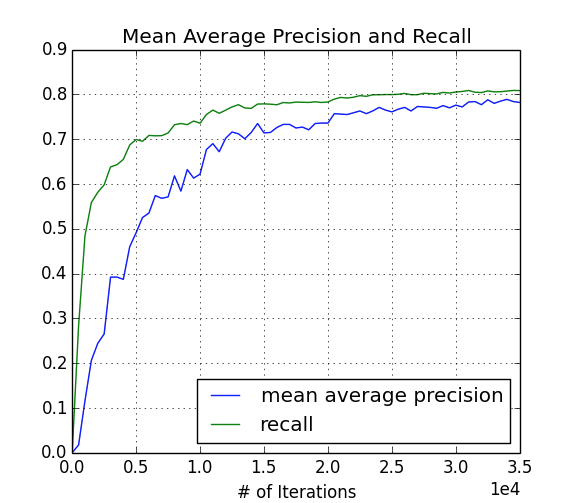 Mean Average Precision and Recall
0.9
0.8
0.7
0.6
0.5
0.4
0.3
0.2
0.1
0.0
mean average precision
recall
0.0 0.5 1.0 1.5 2.0 2.5 3.0 3.5
1e4
# of Iterations